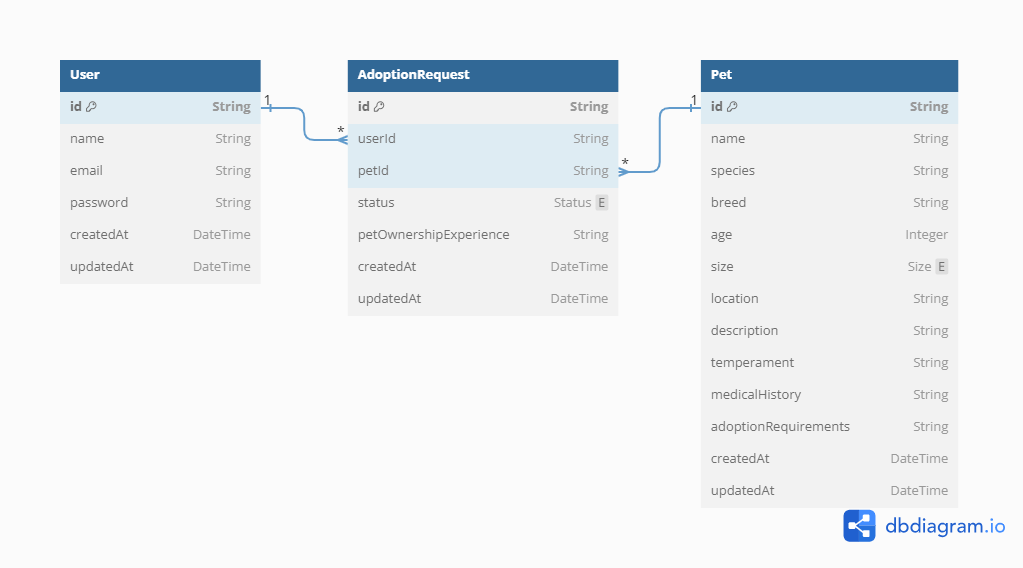 User
id String
name String
email String
password String
createdAt DateTime
updatedAt DateTime
1
*
AdoptionRequest
id String
userId String
petId String
status Status E
petOwnershipExperience String
createdAt DateTime
updatedAt DateTime
*
1
Pet
id String
name String
species String
breed String
age Integer
size Size E
location String
description String
temperament String
medicalHistory String
adoptionRequirements String
createdAt DateTime
updatedAt DateTime
dbdiagram.io